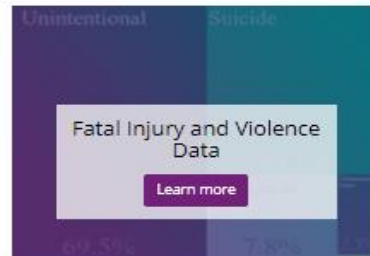 Unintentional Suicide
Fatal Injury and Violence
Data
Learn more
69.5% 7.8%